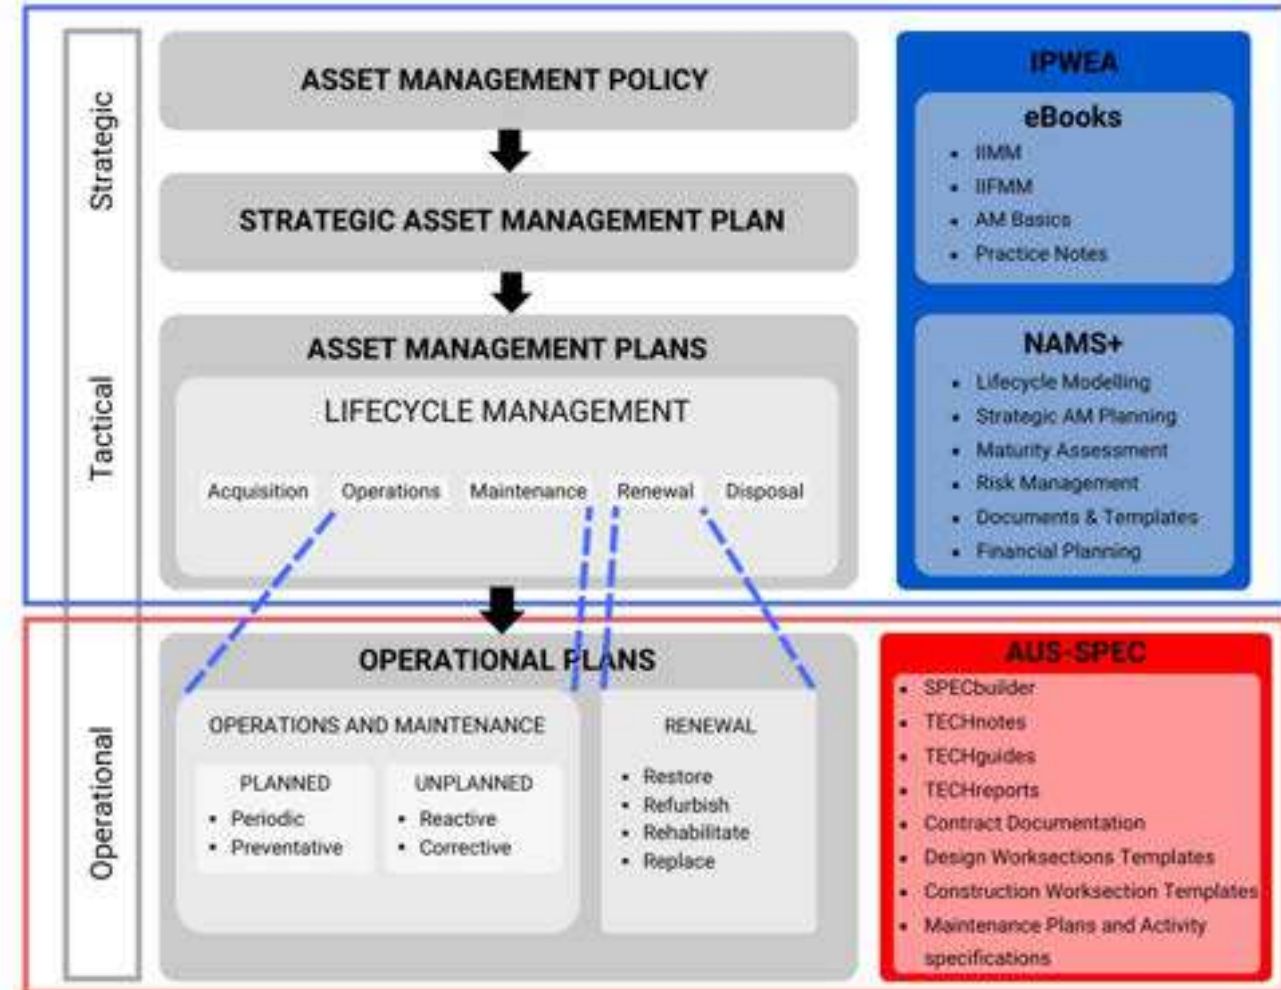 Strategic
Tactical
Operational
ASSET MANAGEMENT POLICY
STRATEGIC ASSET MANAGEMENT PLAN
ASSET MANAGEMENT PLANS
LIFECYCLE MANAGEMENT
Acquisition
Operations
Maintenance
Renewal
Disposal
OPERATIONAL PLANS
OPERATIONS AND MAINTENANCE
PLANNED
• Periodic
• Preventative
UNPLANNED
• Reactive
• Corrective
RENEWAL
• Restore
• Refurbish
• Rehabilitate
• Replace
IPWEA
eBooks
• IIMM
• IIFMM
• AM Basics
• Practice Notes
NAMS+
• Lifecycle Modelling
• Strategic AM Planning
• Maturity Assessment
• Risk Management
• Documents & Templates
• Financial Planning
AUS-SPEC
• SPECbuilder
• TECHnotes
• TECHguides
• TECHreports
• Contract Documentation
• Design Worksections Templates
• Construction Worksection Templates
• Maintenance Plans and Activity
specifications